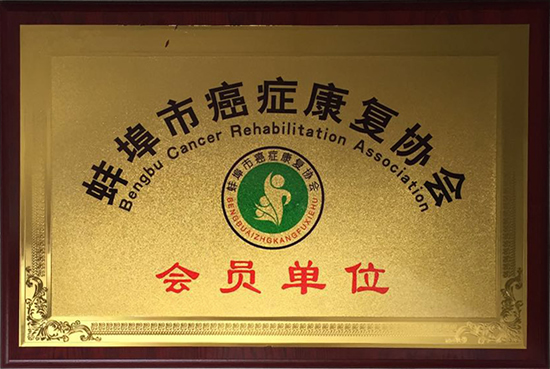 蚌埠市癌症康复协会
Bengbu Cancer Rehabilitation Association
蚌埠市癌症康复协会
BENGBUAIZHGKANGFUXIEHU
会员单位